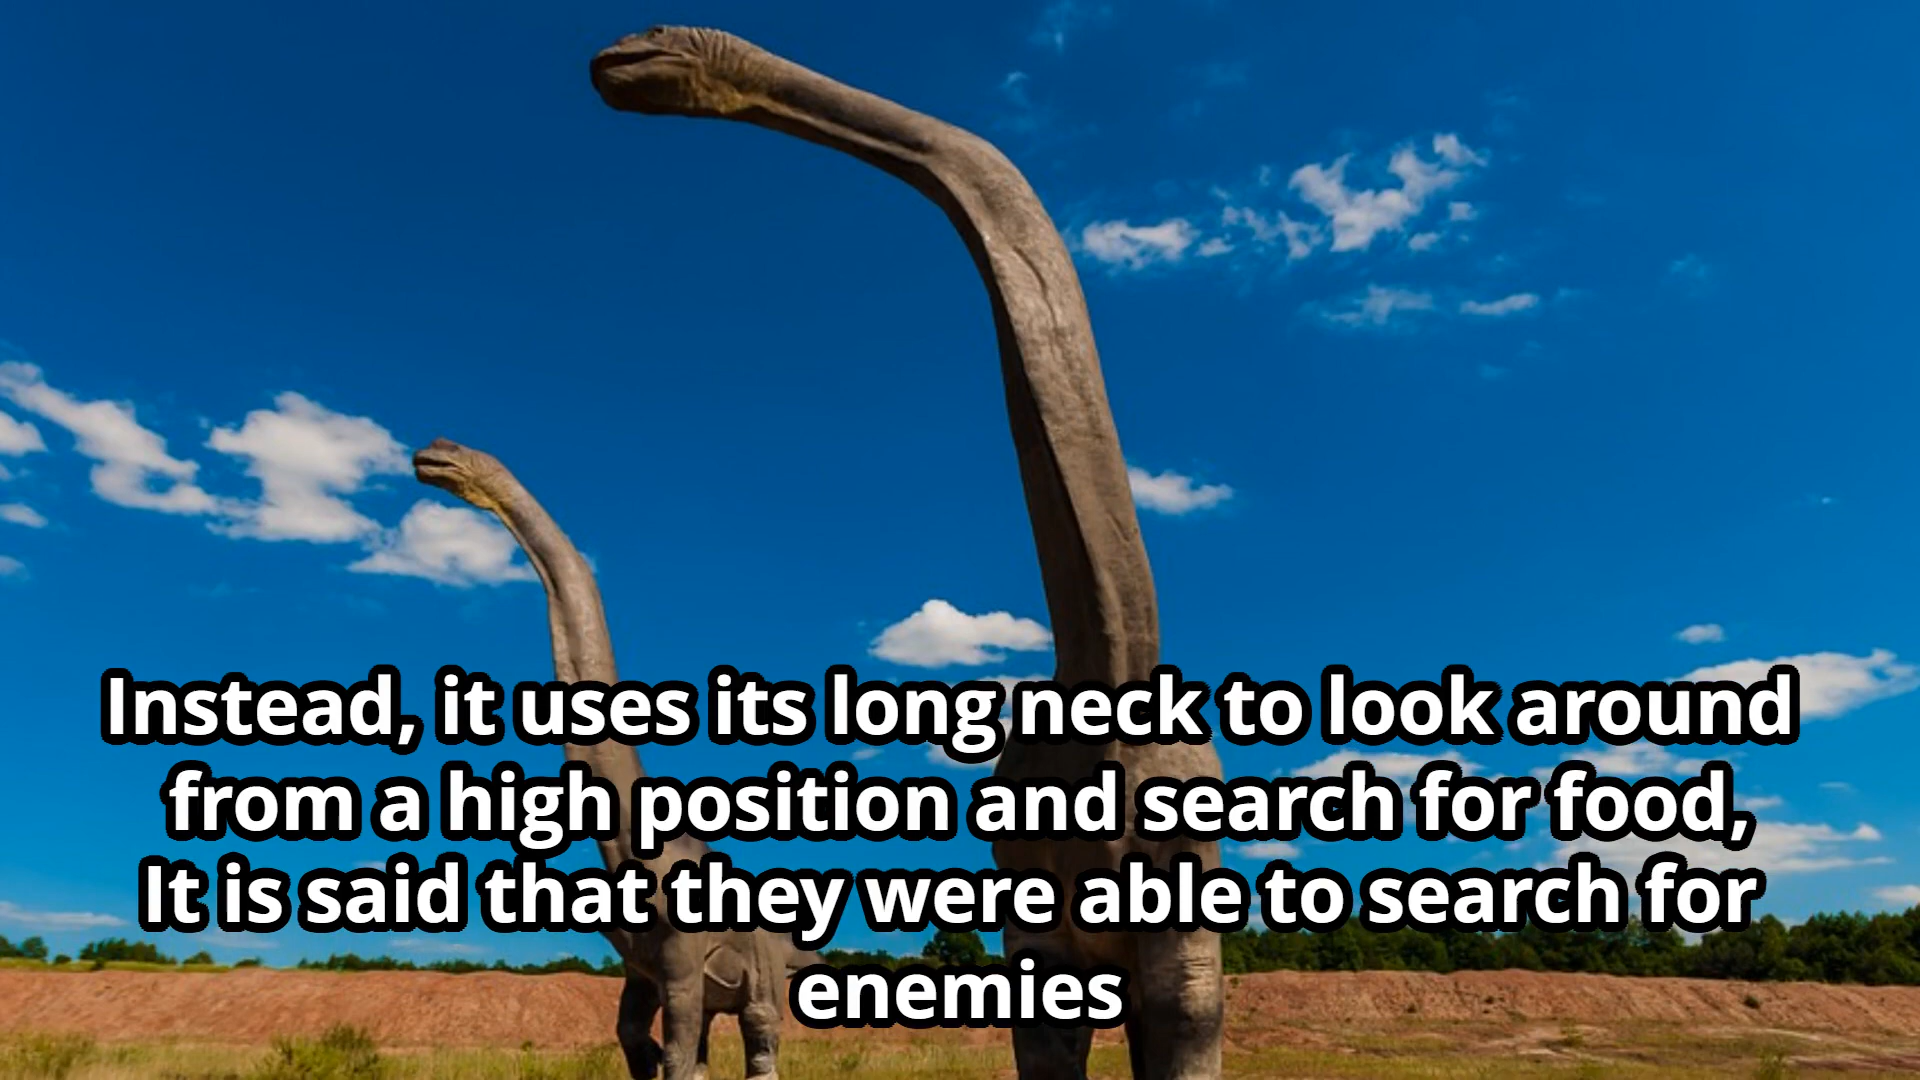 Instead, it uses its long neck to look around
from a high position and search for food,
It is said that they were able to search for
enemies